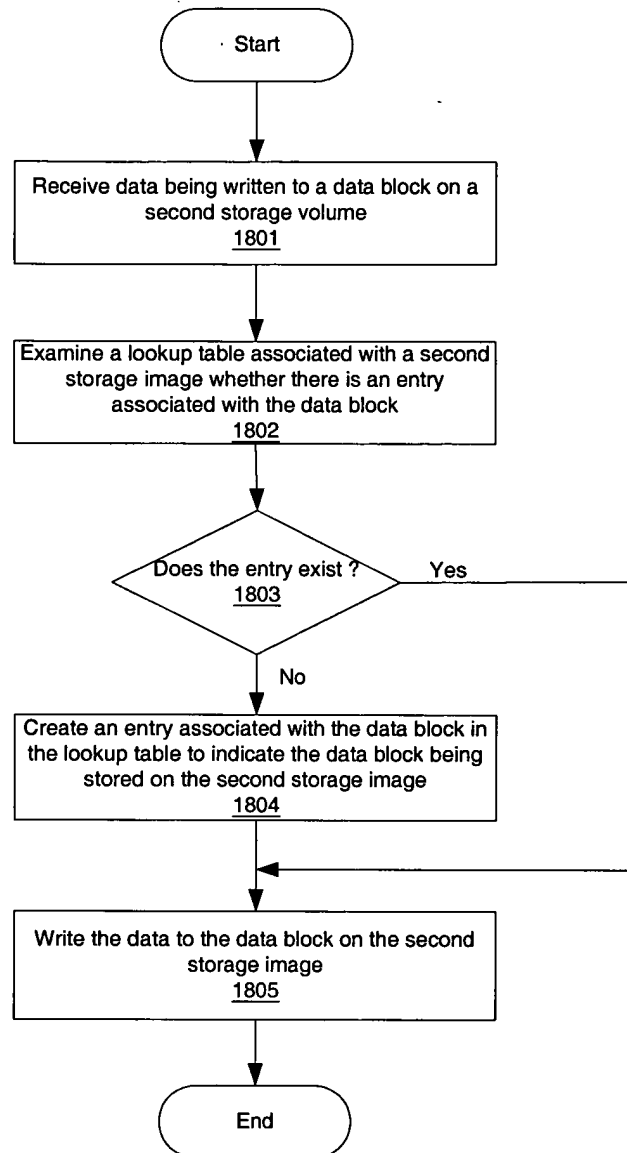 Start
Receive data being written to a data block on a
second storage volume
1801
Examine a lookup table associated with a second
storage image whether there is an entry
associated with the data block
1802
Does the entry exist ?
1803
Yes
No
Create an entry associated with the data block in
the lookup table to indicate the data block being
stored on the second storage image
1804
Write the data to the data block on the second
storage image
1805
End